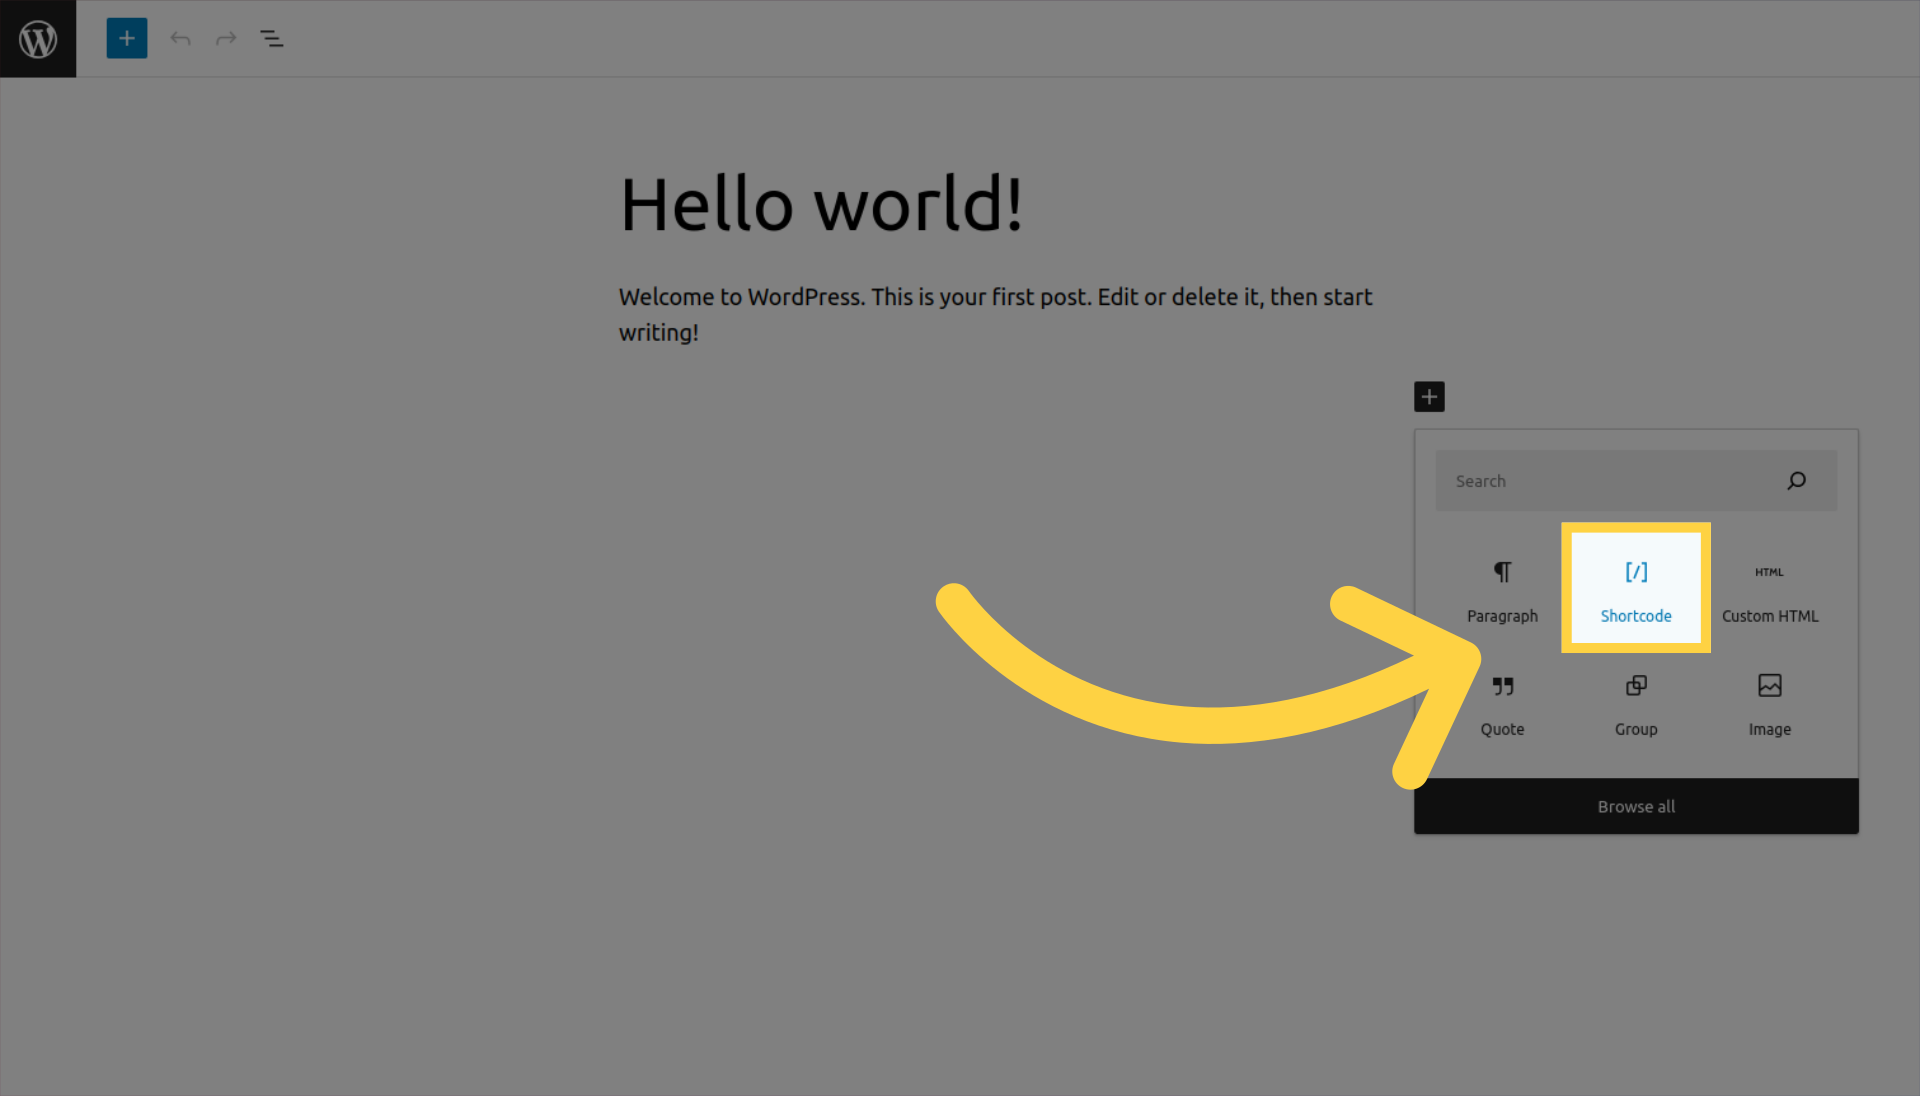 Hello world!
Welcome to WordPress. This is your first post. Edit or delete it, then start
writing!
Search
Paragraph
[/]
Shortcode
HTML
Custom HTML
Quote
Group
Image
Browse all